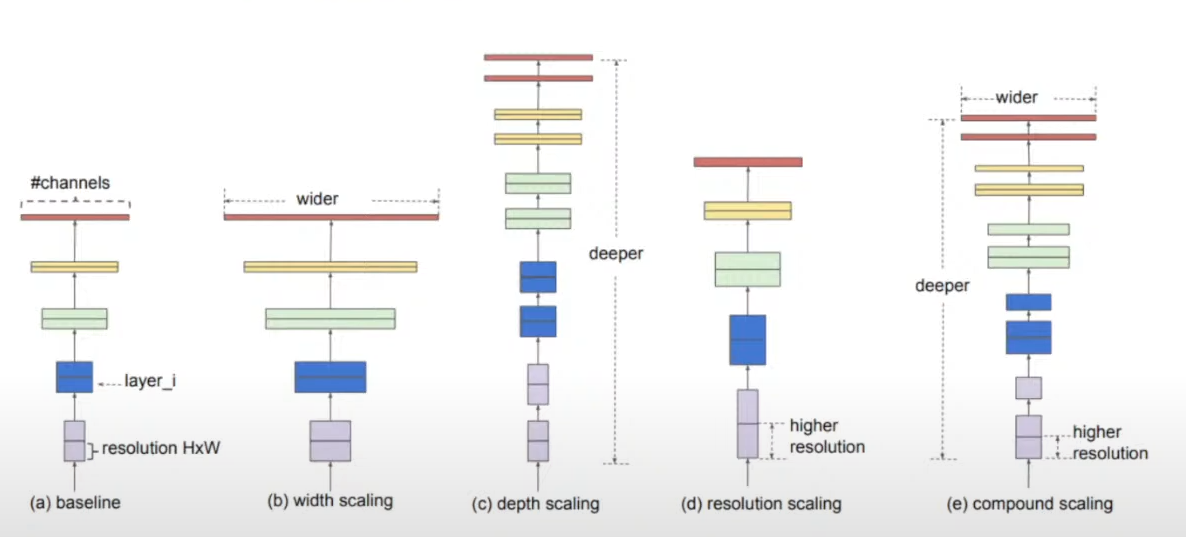 #channels
layer_i
resolution HxW
(a) baseline
wider
(b) width scaling
deeper
(c) depth scaling
higher
resolution
(d) resolution scaling
wider
deeper
higher
resolution
(e) compound scaling